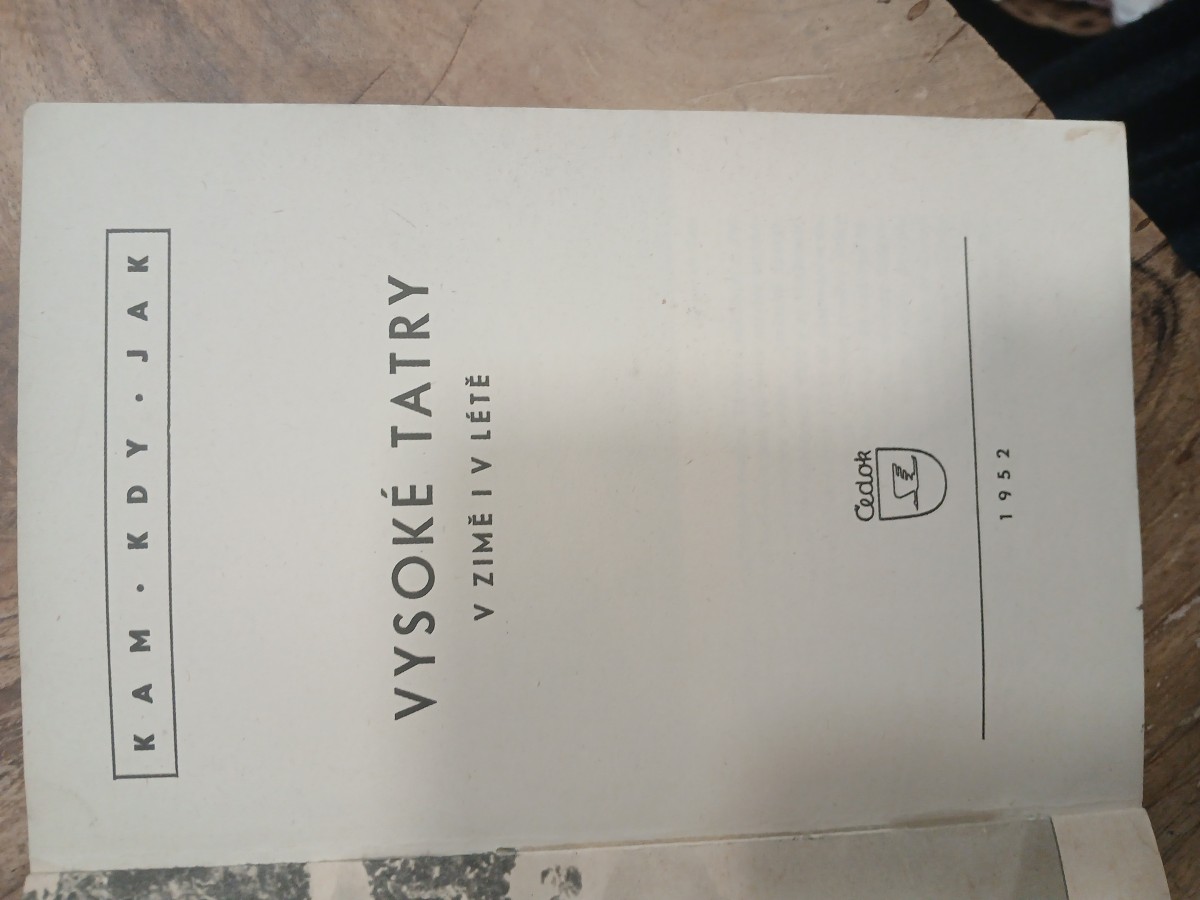 KAM · KDY · JAK
VYSOKÉ TATRY
V ZIMĚ I V LÉTĚ
Čedok
1952